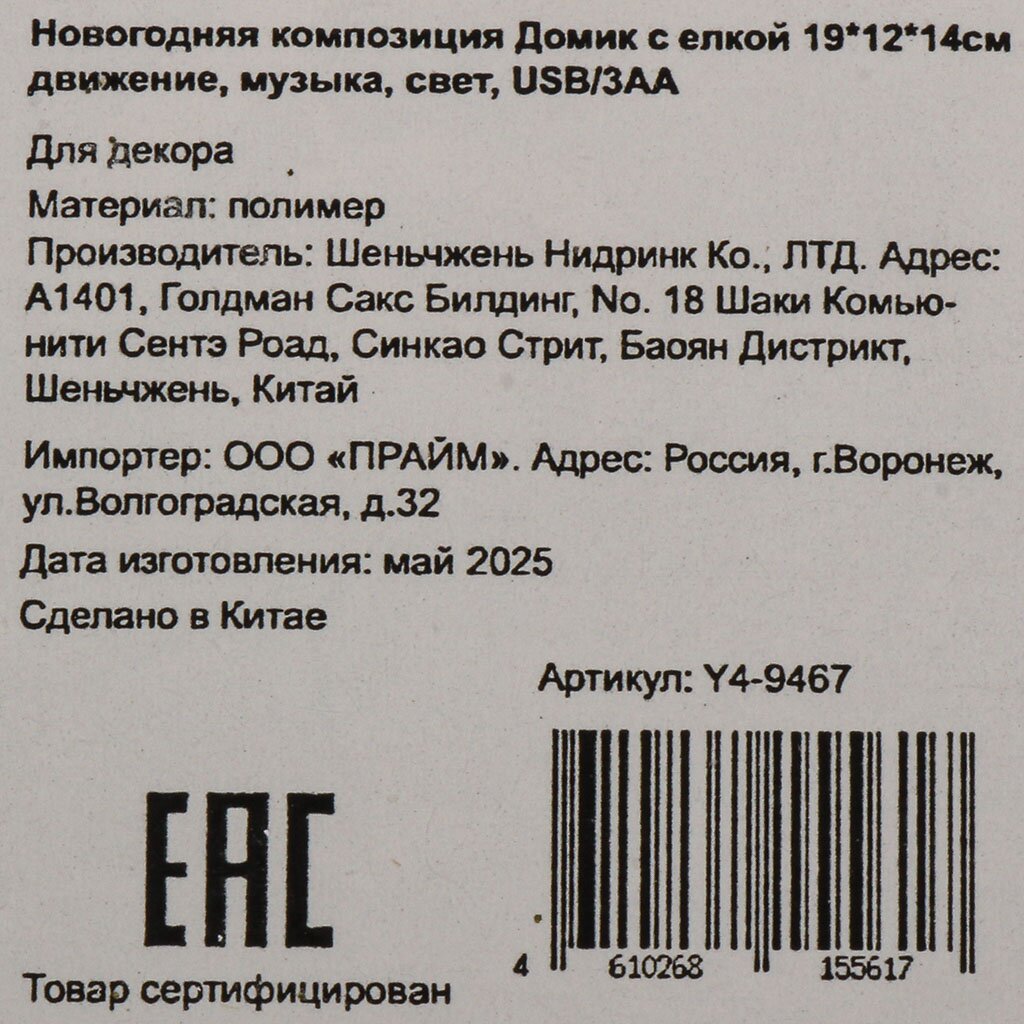 Новогодняя композиция Домик с елкой 19*12*14см
движение, музыка, свет, USB/3AA
Для декора
Материал: полимер
Производитель: Шеньчжень Нидринк Ко., ЛТД. Адрес:
А1401, Голдман Сакс Билдинг, No. 18 Шаки Комью-
нити Сентэ Роад, Синкао Стрит, Баоян Дистрикт,
Шеньчжень, Китай
Импортер: ООО «ПРАЙМ». Адрес: Россия, г.Воронеж,
ул.Волгоградская, д.32
Дата изготовления: май 2025
Сделано в Китае
Артикул: Y4-9467
EAC
4 610268 155617
Товар сертифицирован